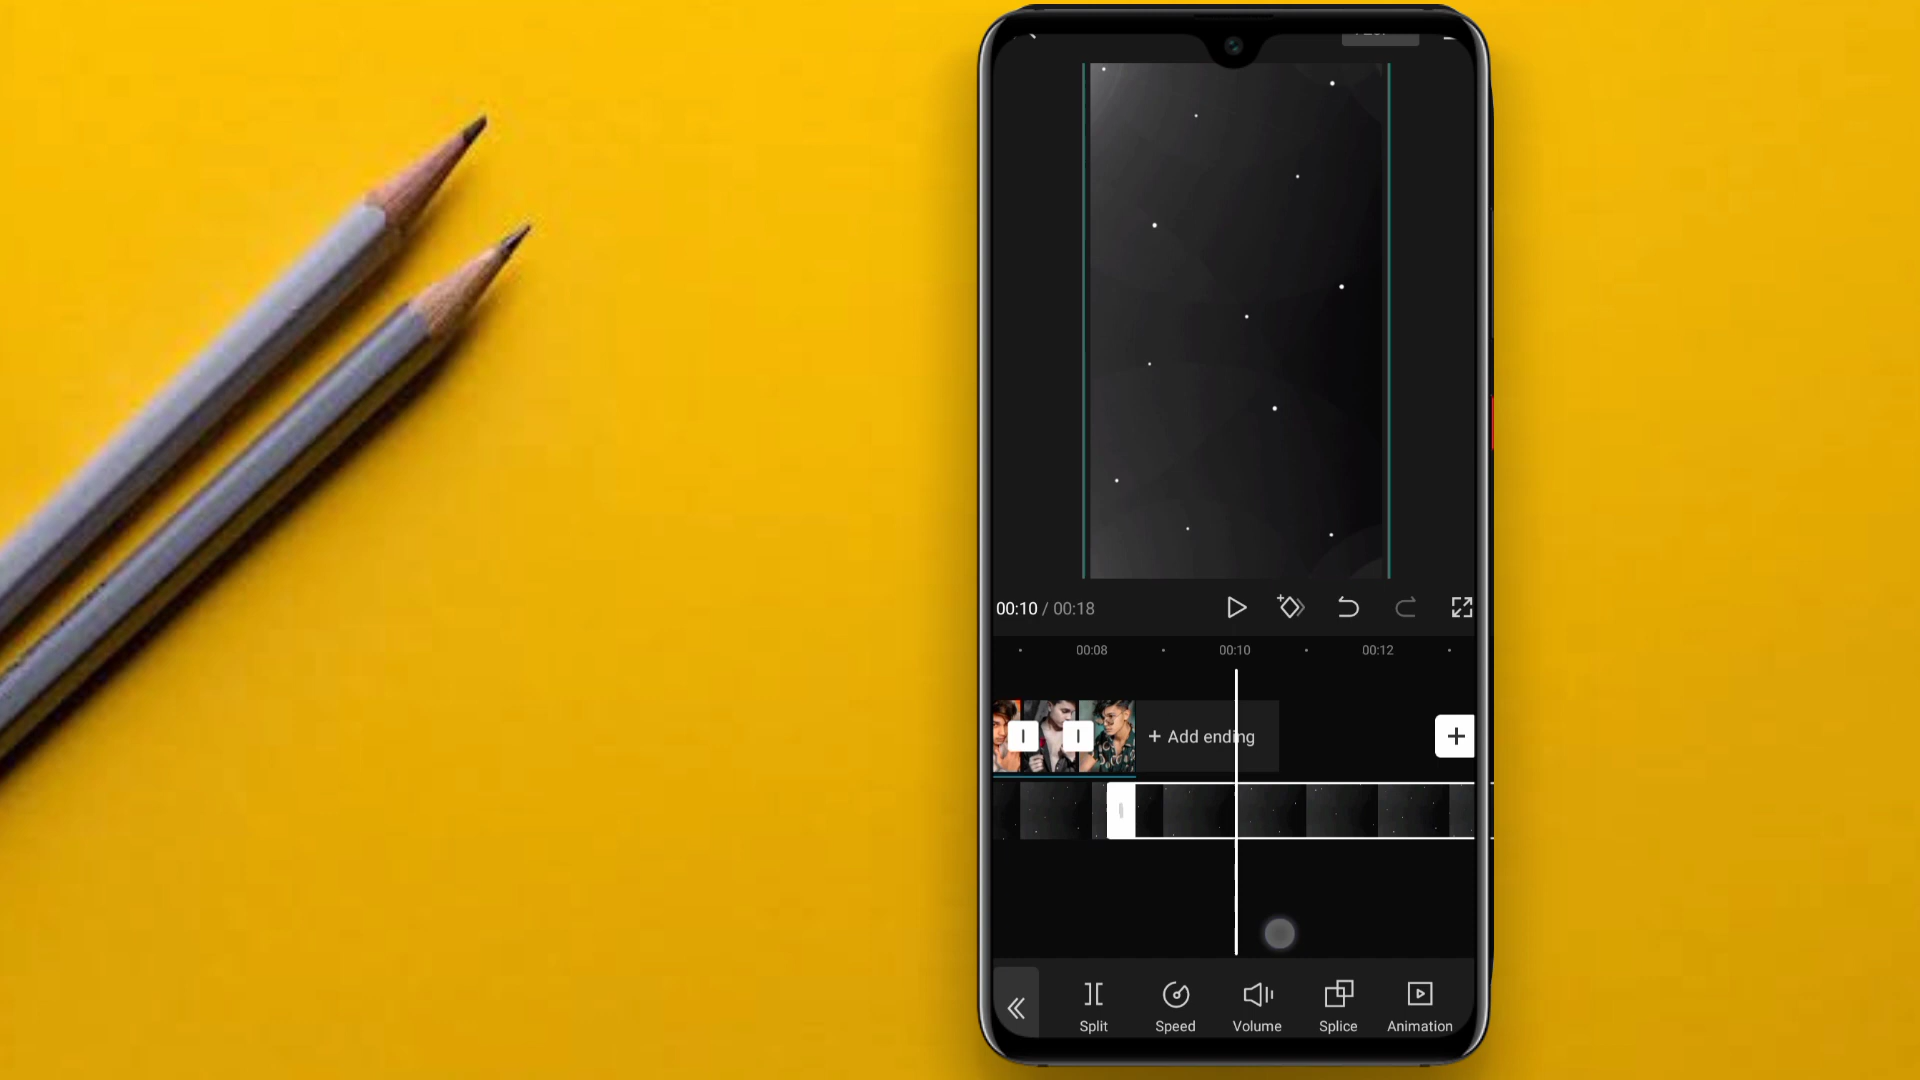 00:10 / 00:18
00:08
00:10
00:12
+ Add ending
+
Split
Speed
Volume
Splice
Animation